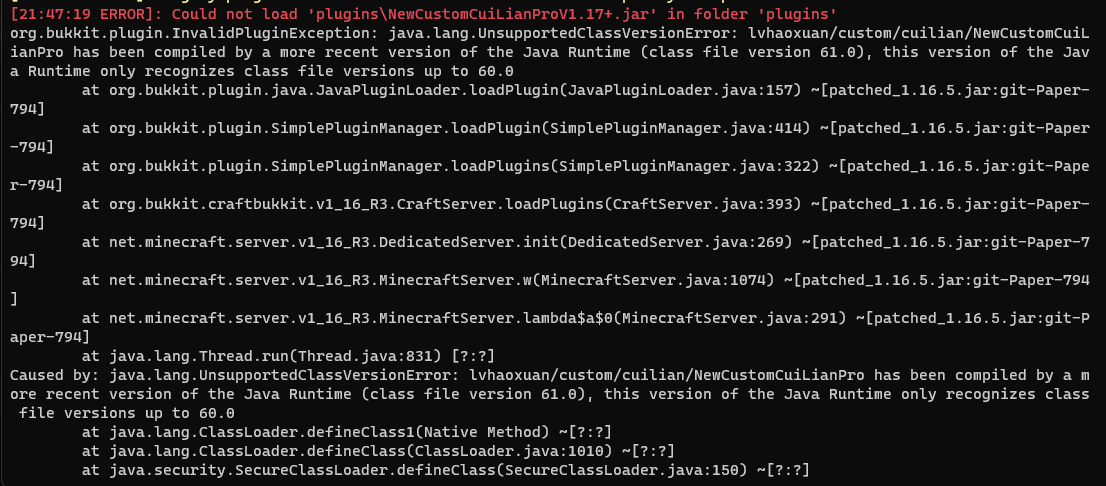 [21:47:19 ERROR]: Could not load 'plugins\NewCustomCuiLianProV1.17+.jar' in folder 'plugins'
org.bukkit.plugin.InvalidPluginException: java.lang.UnsupportedClassVersionError: lvhaoxuan/custom/cuilian/NewCustomCuiL
ianPro has been compiled by a more recent version of the Java Runtime (class file version 61.0), this version of the Jav
a Runtime only recognizes class file versions up to 60.0
        at org.bukkit.plugin.java.JavaPluginLoader.loadPlugin(JavaPluginLoader.java:157) ~[patched_1.16.5.jar:git-Paper-
794]
        at org.bukkit.plugin.SimplePluginManager.loadPlugin(SimplePluginManager.java:414) ~[patched_1.16.5.jar:git-Paper
-794]
        at org.bukkit.plugin.SimplePluginManager.loadPlugins(SimplePluginManager.java:322) ~[patched_1.16.5.jar:git-Pape
r-794]
        at org.bukkit.craftbukkit.v1_16_R3.CraftServer.loadPlugins(CraftServer.java:393) ~[patched_1.16.5.jar:git-Paper-
794]
        at net.minecraft.server.v1_16_R3.DedicatedServer.init(DedicatedServer.java:269) ~[patched_1.16.5.jar:git-Paper-7
94]
        at net.minecraft.server.v1_16_R3.MinecraftServer.w(MinecraftServer.java:1074) ~[patched_1.16.5.jar:git-Paper-794
]
        at net.minecraft.server.v1_16_R3.MinecraftServer.lambda$a$0(MinecraftServer.java:291) ~[patched_1.16.5.jar:git-P
aper-794]
        at java.lang.Thread.run(Thread.java:831) [?:?]
Caused by: java.lang.UnsupportedClassVersionError: lvhaoxuan/custom/cuilian/NewCustomCuiLianPro has been compiled by a m
ore recent version of the Java Runtime (class file version 61.0), this version of the Java Runtime only recognizes class
 file versions up to 60.0
        at java.lang.ClassLoader.defineClass1(Native Method) ~[?:?]
        at java.lang.ClassLoader.defineClass(ClassLoader.java:1010) ~[?:?]
        at java.security.SecureClassLoader.defineClass(SecureClassLoader.java:150) ~[?:?]